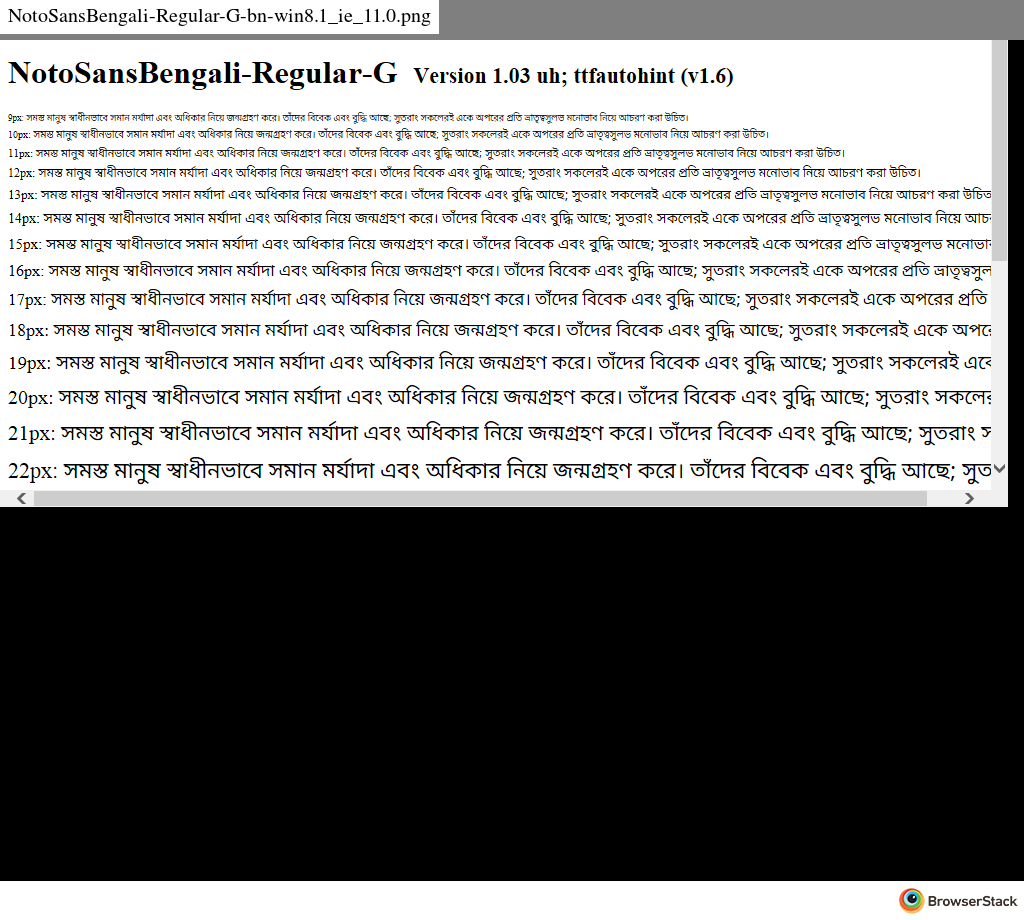 NotoSansBengali-Regular-G-bn-win8.1_ie_11.0.png
NotoSansBengali-Regular-G Version 1.03 uh; ttfautohint (v1.6)
9px: সমস্ত মানুষ স্বাধীনভাবে সমান মর্যাদা এবং অধিকার নিয়ে জন্মগ্রহণ করে। তাঁদের বিবেক এবং বুদ্ধি আছে; সুতরাং সকলেরই একে অপরের প্রতি ভ্রাতৃত্বসুলভ মনোভাব নিয়ে আচরণ করা উচিত।
10px: সমস্ত মানুষ স্বাধীনভাবে সমান মর্যাদা এবং অধিকার নিয়ে জন্মগ্রহণ করে। তাঁদের বিবেক এবং বুদ্ধি আছে; সুতরাং সকলেরই একে অপরের প্রতি ভ্রাতৃত্বসুলভ মনোভাব নিয়ে আচরণ করা উচিত।
11px: সমস্ত মানুষ স্বাধীনভাবে সমান মর্যাদা এবং অধিকার নিয়ে জন্মগ্রহণ করে। তাঁদের বিবেক এবং বুদ্ধি আছে; সুতরাং সকলেরই একে অপরের প্রতি ভ্রাতৃত্বসুলভ মনোভাব নিয়ে আচরণ করা উচিত।
12px: সমস্ত মানুষ স্বাধীনভাবে সমান মর্যাদা এবং অধিকার নিয়ে জন্মগ্রহণ করে। তাঁদের বিবেক এবং বুদ্ধি আছে; সুতরাং সকলেরই একে অপরের প্রতি ভ্রাতৃত্বসুলভ মনোভাব নিয়ে আচরণ করা উচিত।
13px: সমস্ত মানুষ স্বাধীনভাবে সমান মর্যাদা এবং অধিকার নিয়ে জন্মগ্রহণ করে। তাঁদের বিবেক এবং বুদ্ধি আছে; সুতরাং সকলেরই একে অপরের প্রতি ভ্রাতৃত্বসুলভ মনোভাব নিয়ে আচরণ করা উচিত
14px: সমস্ত মানুষ স্বাধীনভাবে সমান মর্যাদা এবং অধিকার নিয়ে জন্মগ্রহণ করে। তাঁদের বিবেক এবং বুদ্ধি আছে; সুতরাং সকলেরই একে অপরের প্রতি ভ্রাতৃত্বসুলভ মনোভাব নিয়ে
15px: সমস্ত মানুষ স্বাধীনভাবে সমান মর্যাদা এবং অধিকার নিয়ে জন্মগ্রহণ করে। তাঁদের বিবেক এবং বুদ্ধি আছে; সুতরাং সকলেরই একে অপরের প্রতি ভ্রাতৃত্বসুলভ
16px: সমস্ত মানুষ স্বাধীনভাবে সমান মর্যাদা এবং অধিকার নিয়ে জন্মগ্রহণ করে। তাঁদের বিবেক এবং বুদ্ধি আছে; সুতরাং সকলেরই একে অপরের প্রতি
17px: সমস্ত মানুষ স্বাধীনভাবে সমান মর্যাদা এবং অধিকার নিয়ে জন্মগ্রহণ করে। তাঁদের বিবেক এবং বুদ্ধি আছে; সুতরাং সকলেরই একে অপরের প্রতি
18px: সমস্ত মানুষ স্বাধীনভাবে সমান মর্যাদা এবং অধিকার নিয়ে জন্মগ্রহণ করে। তাঁদের বিবেক এবং বুদ্ধি আছে; সুতরাং সকলেরই একে
19px: সমস্ত মানুষ স্বাধীনভাবে সমান মর্যাদা এবং অধিকার নিয়ে জন্মগ্রহণ করে। তাঁদের বিবেক এবং বুদ্ধি আছে; সুতরাং সকলেরই
20px: সমস্ত মানুষ স্বাধীনভাবে সমান মর্যাদা এবং অধিকার নিয়ে জন্মগ্রহণ করে। তাঁদের বিবেক এবং বুদ্ধি আছে; সুতরাং
21px: সমস্ত মানুষ স্বাধীনভাবে সমান মর্যাদা এবং অধিকার নিয়ে জন্মগ্রহণ করে। তাঁদের বিবেক এবং বুদ্ধি আছে; সুতরাং
22px: সমস্ত মানুষ স্বাধীনভাবে সমান মর্যাদা এবং অধিকার নিয়ে জন্মগ্রহণ করে। তাঁদের বিবেক এবং বুদ্ধি আছে; সুত
BrowserStack